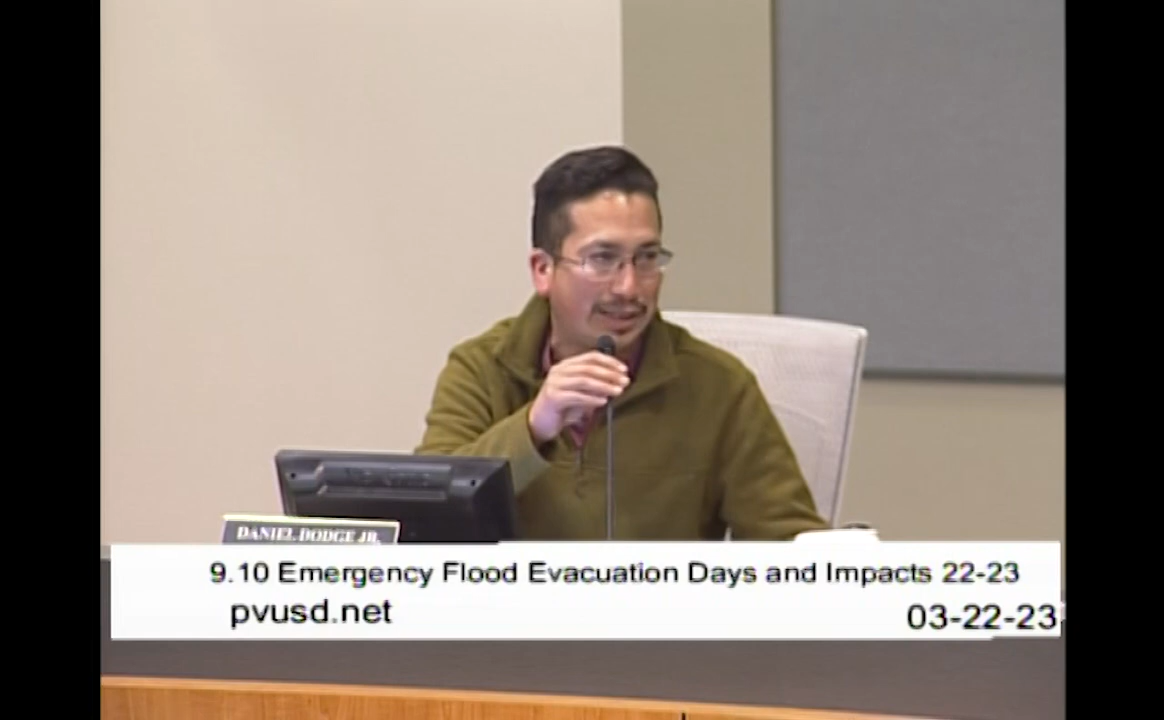 DANIEL DODGE JR.
9.10 Emergency Flood Evacuation Days and Impacts 22-23
pvusd.net
03-22-23